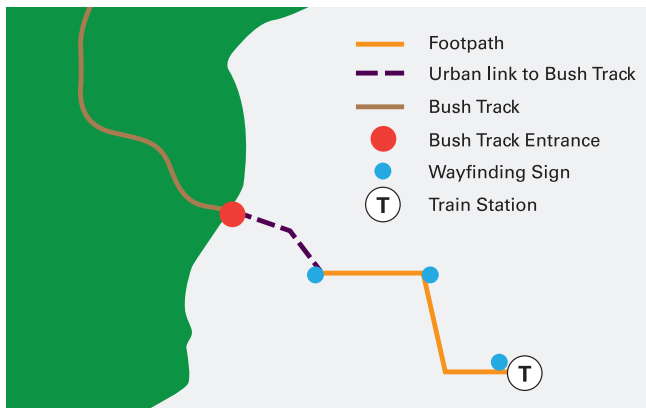 Footpath
Urban link to Bush Track
Bush Track
Bush Track Entrance
Wayfinding Sign
T
Train Station
T